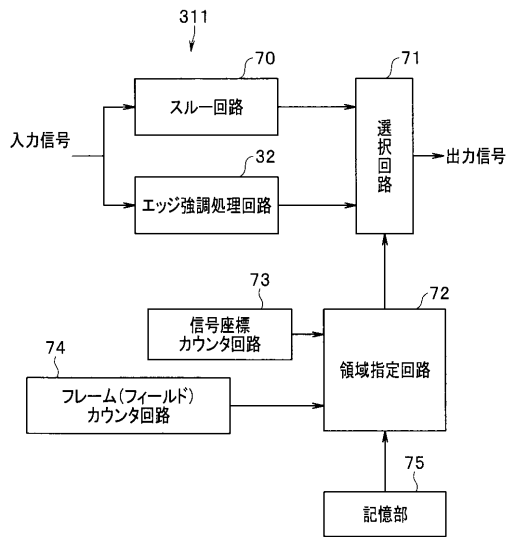 311
70
スルー回路
71
選択回路
入力信号
出力信号
32
エッジ強調処理回路
73
信号座標
カウンタ回路
72
領域指定回路
74
フレーム(フィールド)
カウンタ回路
75
記憶部